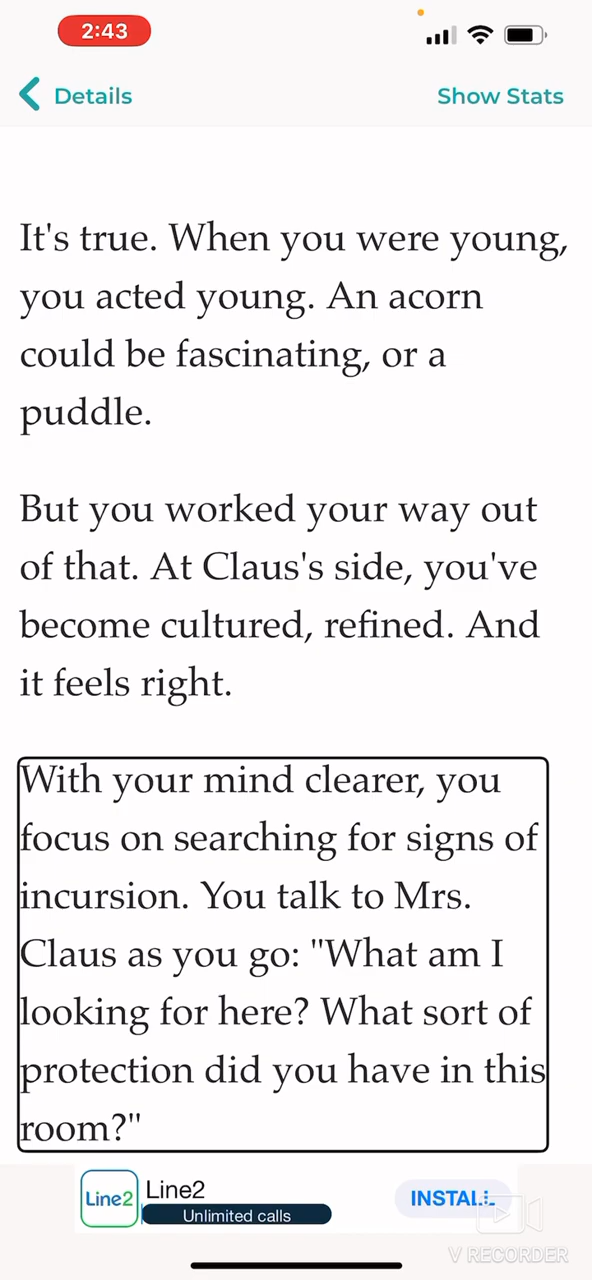 2:43
Details
Show Stats
It's true. When you were young,
you acted young. An acorn
could be fascinating, or a
puddle.
But you worked your way out
of that. At Claus's side, you've
become cultured, refined. And
it feels right.
With your mind clearer, you
focus on searching for signs of
incursion. You talk to Mrs.
Claus as you go: "What am I
looking for here? What sort of
protection did you have in this
room?"
Line2
Line2
Unlimited calls
INSTALL
V RECORDER